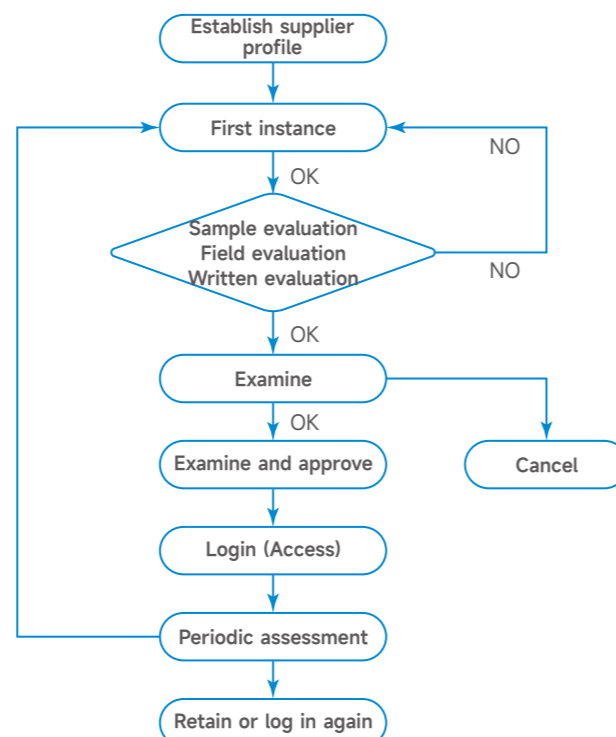 Establish supplier
profile
First instance
NO
OK
Sample evaluation
Field evaluation
Written evaluation
NO
OK
Examine
OK
Examine and approve
Cancel
Login (Access)
Periodic assessment
Retain or log in again